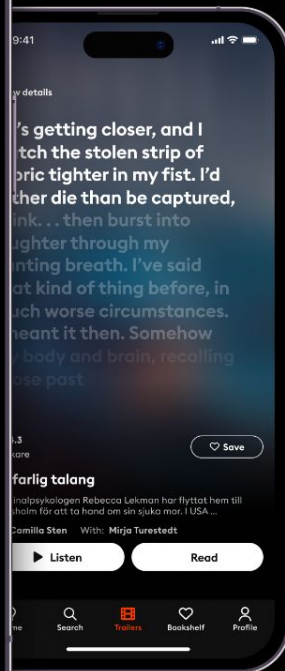 9:41
w details
's getting closer, and I
tch the stolen strip of
bric tighter in my fist. I'd
ther die than be captured,
ink. . . then burst into
ughter through my
nting breath. I've said
at kind of thing before, in
uch worse circumstances.
meant it then. Somehow
y body and brain, recalling
ose past
.3
kare
Save
farlig talang
inalpsykologen Rebecca Lekman har flyttat hem till
sholm för att ta hand om sin sjuka mor. I USA ...
Camilla Sten With: Mirja Turestedt
Listen
Read
me
Search
Trailers
Bookshelf
Profile